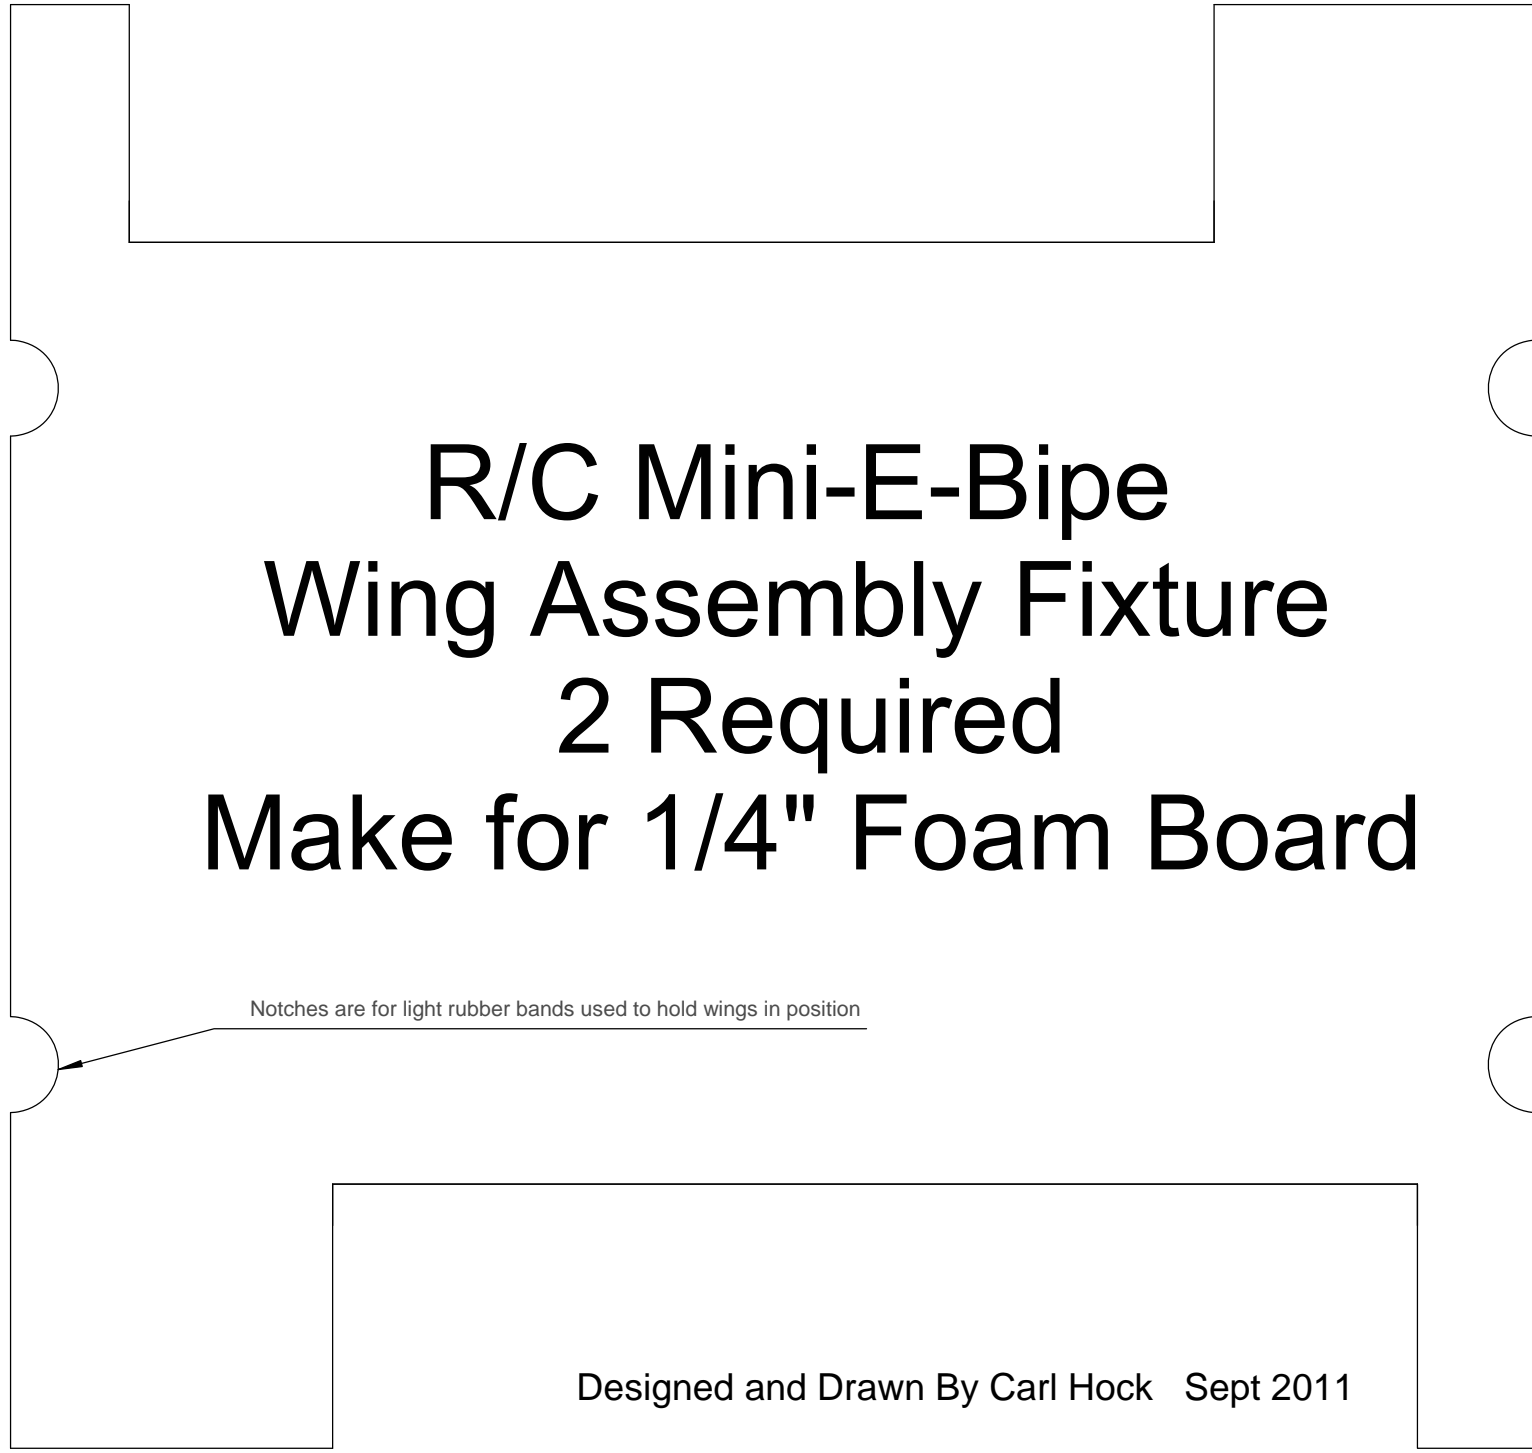 R/C Mini-E-Bipe
Wing Assembly Fixture
2 Required
Make for 1/4" Foam Board
Notches are for light rubber bands used to hold wings in position
Designed and Drawn By Carl Hock   Sept 2011